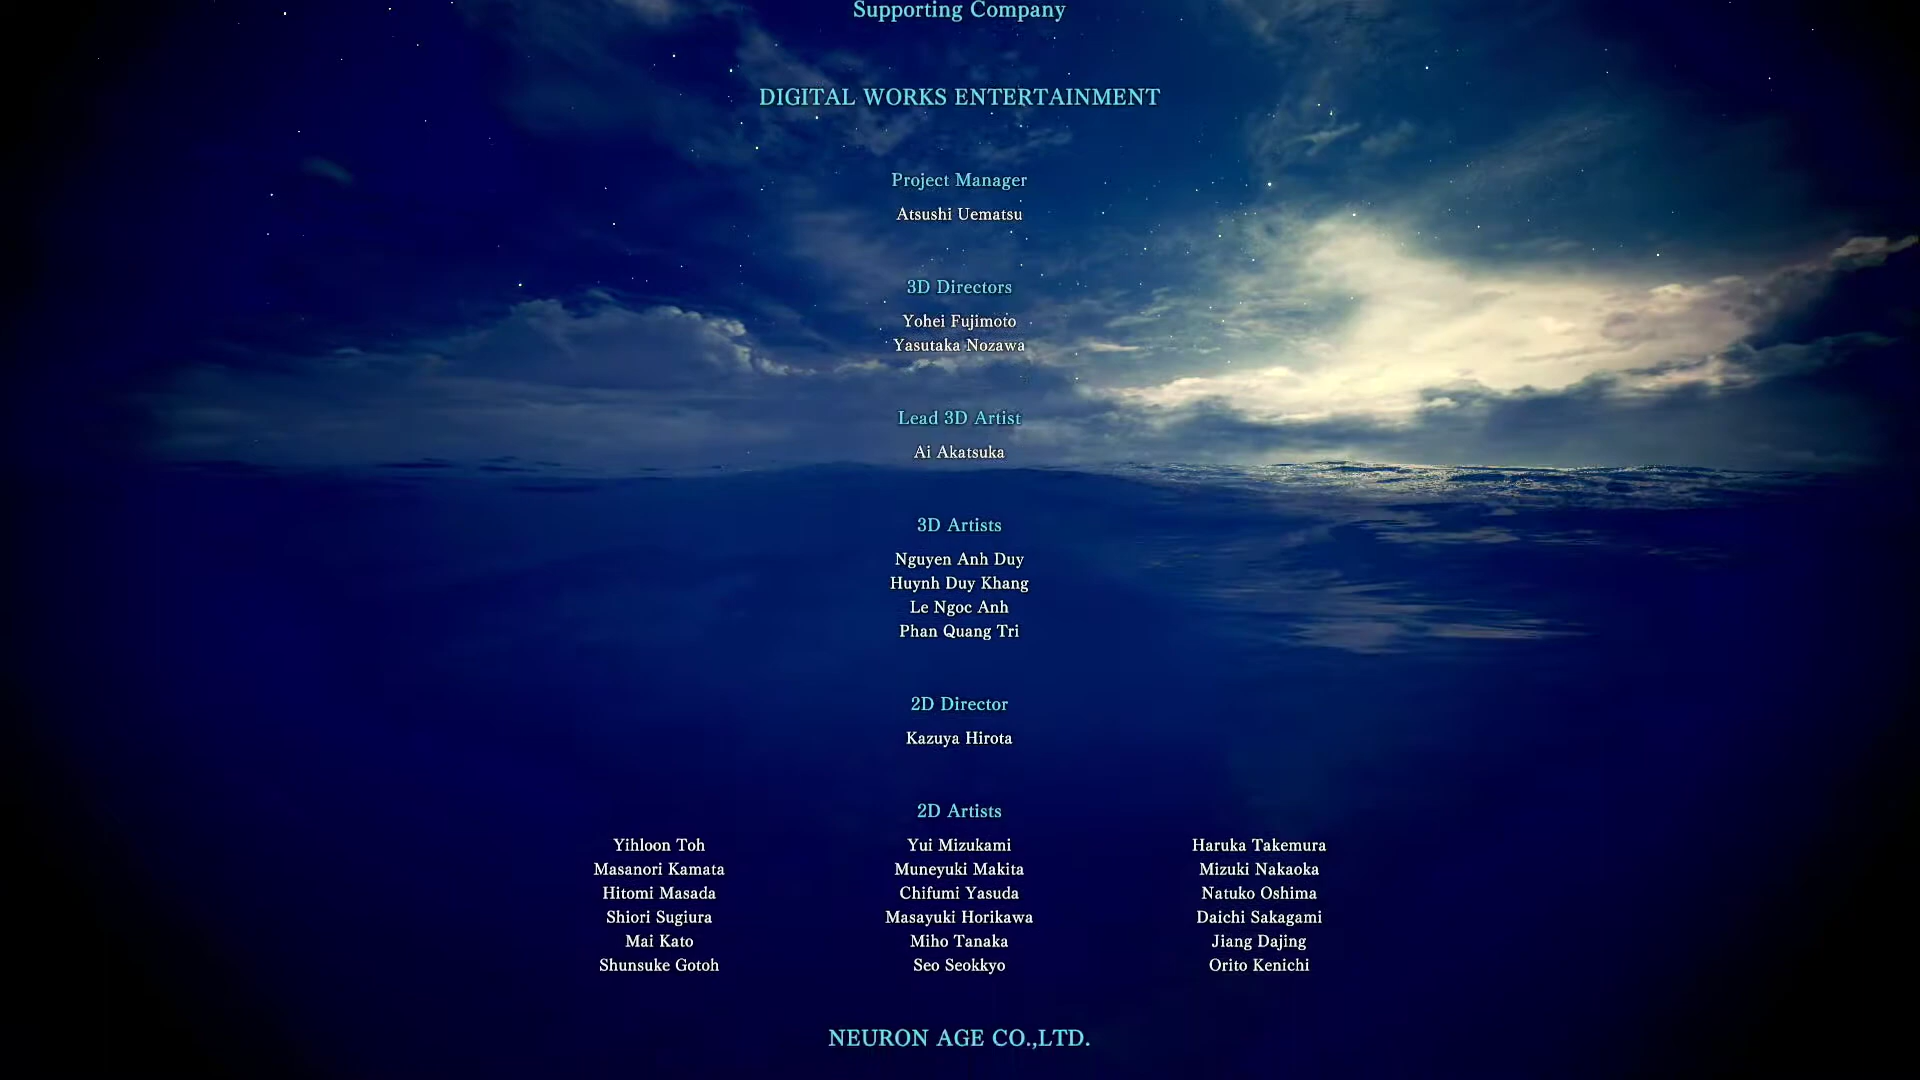 Supporting Company
DIGITAL WORKS ENTERTAINMENT
Project Manager
Atsushi Uematsu
3D Directors
Yohei Fujimoto
Yasutaka Nozawa
Lead 3D Artist
Ai Akatsuka
3D Artists
Nguyen Anh Duy
Huynh Duy Khang
Le Ngoc Anh
Phan Quang Tri
2D Director
Kazuya Hirota
2D Artists
Yihloon Toh Yui Mizukami Haruka Takemura
Masanori Kamata Muneyuki Makita Mizuki Nakaoka
Hitomi Masada Chifumi Yasuda Natuko Oshima
Shiori Sugiura Masayuki Horikawa Daichi Sakagami
Mai Kato Miho Tanaka Jiang Dajing
Shunsuke Gotoh Seo Seokkyo Orito Kenichi
NEURON AGE CO.,LTD.